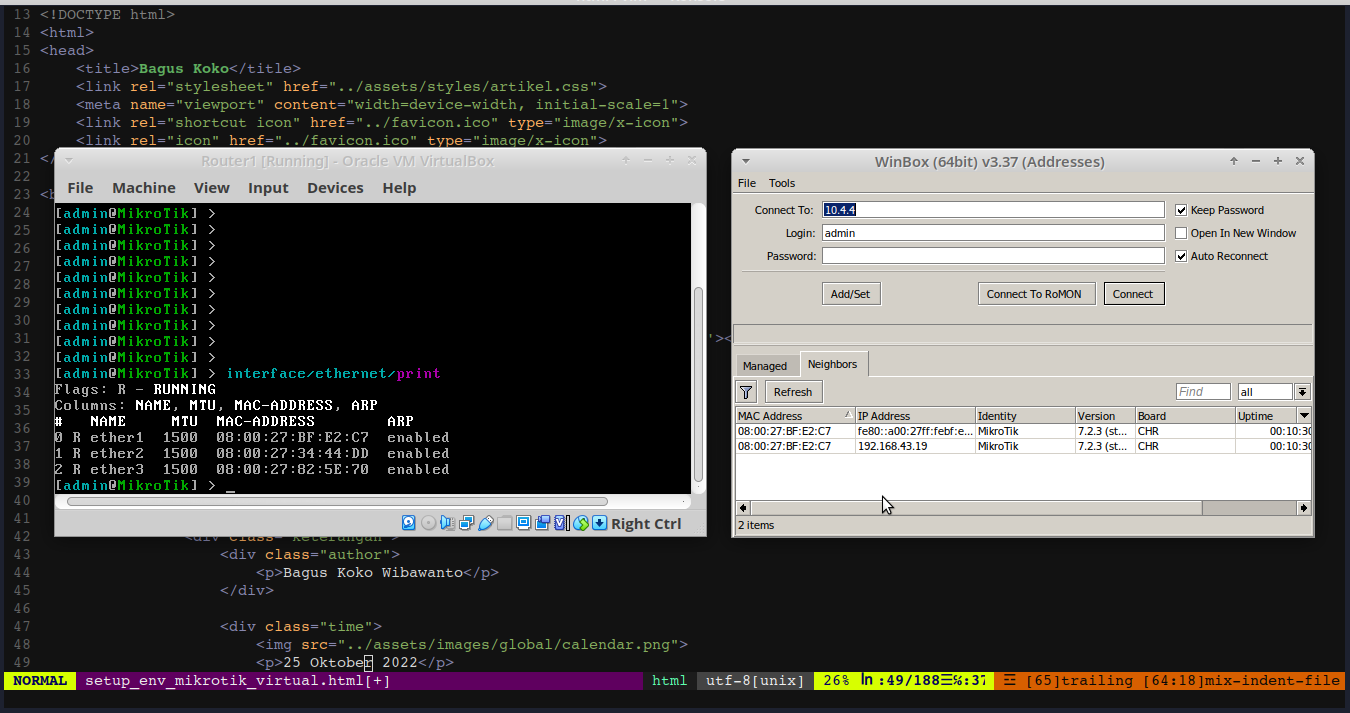 13 <!DOCTYPE html>
14 <html>
15 <head>
16 <title>Bagus Koko</title>
17 <link rel="stylesheet" href="../assets/styles/artikel.css">
18 <meta name="viewport" content="width=device-width, initial-scale=1">
19 <link rel="shortcut icon" href="../favicon.ico" type="image/x-icon">
20 <link rel="icon" href="../favicon.ico" type="image/x-icon">
21 </
22
23 <b
24
25
26
27
28
29
30
31 '><
32
33
34
35
36
37
38
39
40
41
42 <div class="keterangan">
43 <div class="author">
44 <p>Bagus Koko Wibawanto</p>
45 </div>
46
47 <div class="time">
48 <img src="../assets/images/global/calendar.png">
49 <p>25 Oktober 2022</p>
NORMAL setup_env_mikrotik_virtual.html[+] html utf-8[unix] 26% ln :49/188☰%:37 ☲ [65]trailing [64:18]mix-indent-file
Router1 [Running] - Oracle VM VirtualBox
File Machine View Input Devices Help
[admin@MikroTik] >
[admin@MikroTik] >
[admin@MikroTik] >
[admin@MikroTik] >
[admin@MikroTik] >
[admin@MikroTik] >
[admin@MikroTik] >
[admin@MikroTik] >
[admin@MikroTik] >
[admin@MikroTik] >
[admin@MikroTik] > interface/ethernet/print
Flags: R - RUNNING
Columns: NAME, MTU, MAC-ADDRESS, ARP
# NAME MTU MAC-ADDRESS ARP
0 R ether1 1500 08:00:27:BF:E2:C7 enabled
1 R ether2 1500 08:00:27:34:44:DD enabled
2 R ether3 1500 08:00:27:82:5E:70 enabled
[admin@MikroTik] > _
Right Ctrl
WinBox (64bit) v3.37 (Addresses)
File Tools
Connect To: 10.4.4 Keep Password
Login: admin Open In New Window
Password: Auto Reconnect
Add/Set Connect To RoMON Connect
Managed Neighbors
Refresh Find all
MAC Address IP Address Identity Version Board Uptime
08:00:27:BF:E2:C7 fe80::a00:27ff:febf:e... MikroTik 7.2.3 (st... CHR 00:10:30
08:00:27:BF:E2:C7 192.168.43.19 MikroTik 7.2.3 (st... CHR 00:10:30
2 items